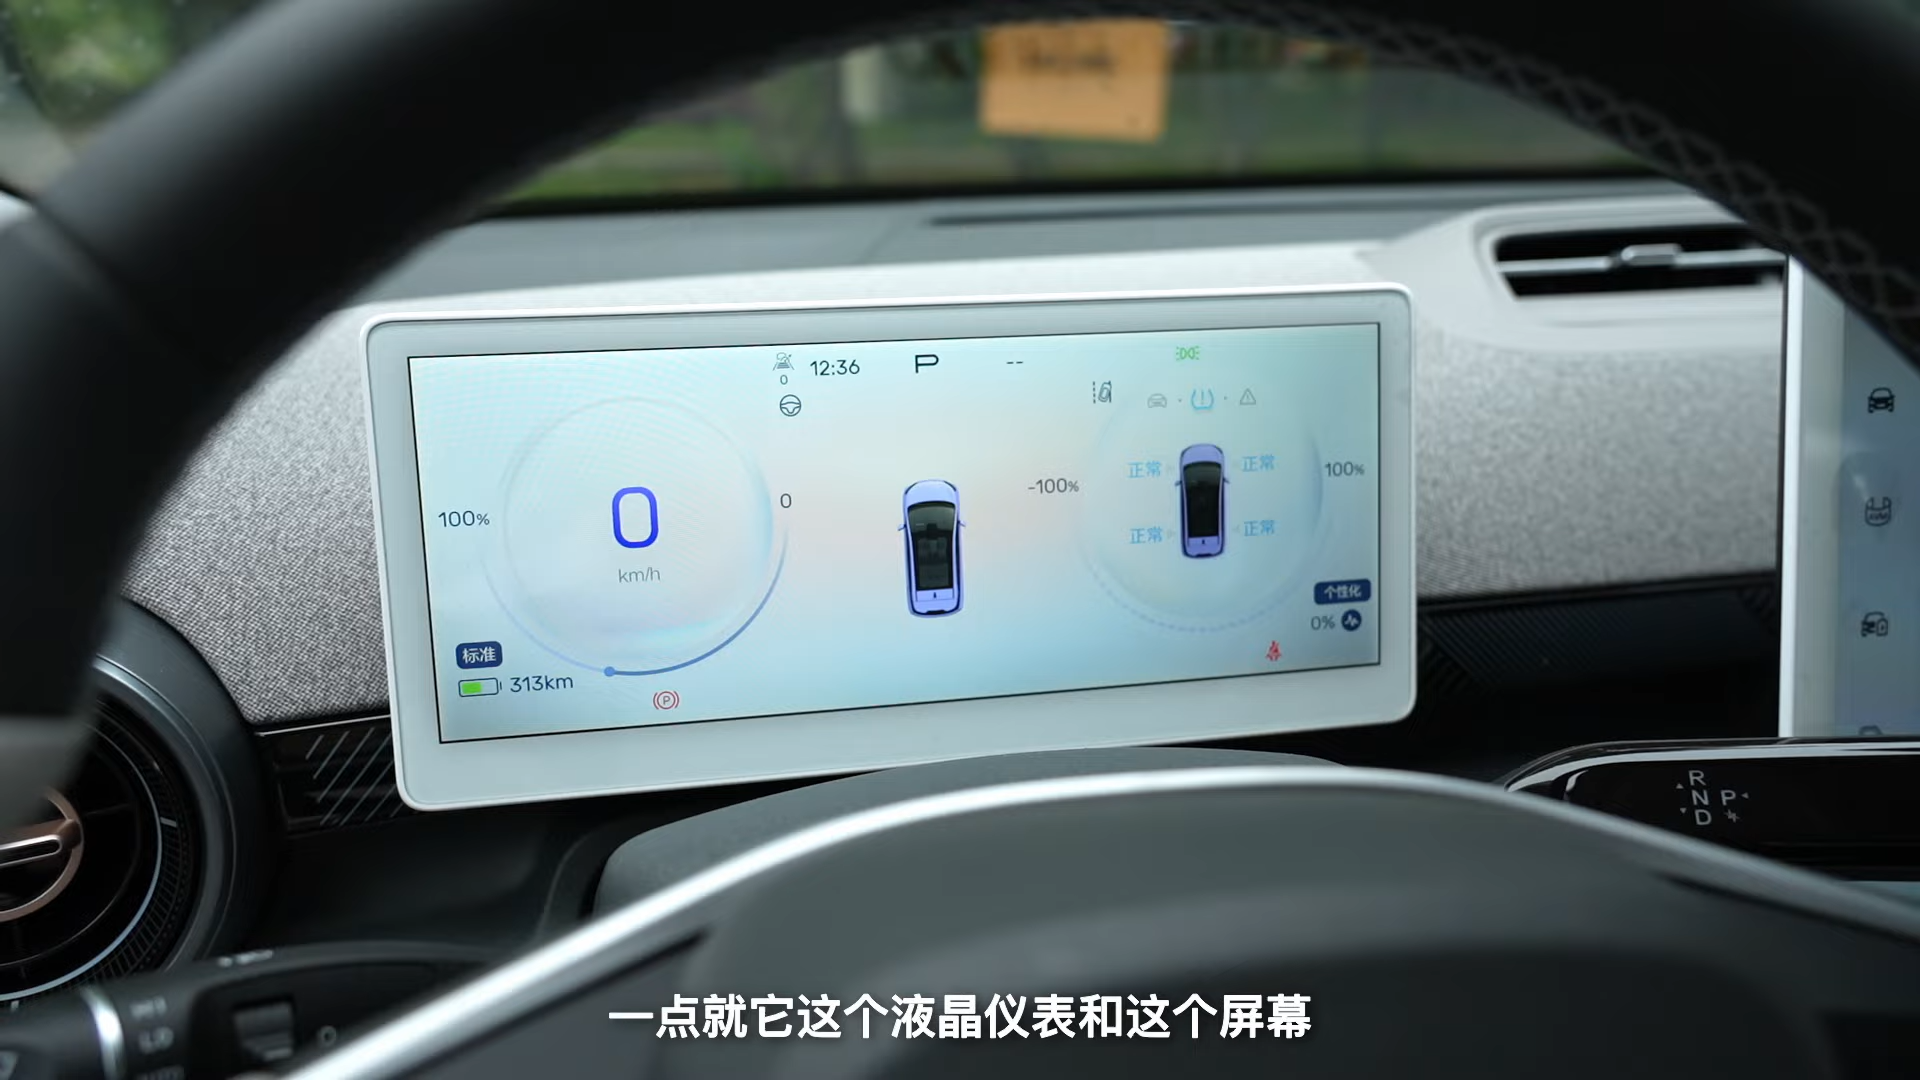 12:36
P
--
0
100%
0
km/h
0
-100%
正常
正常
正常
正常
100%
标准
313km
个性化
0%
P
R
N P
D
一点就它这个液晶仪表和这个屏幕